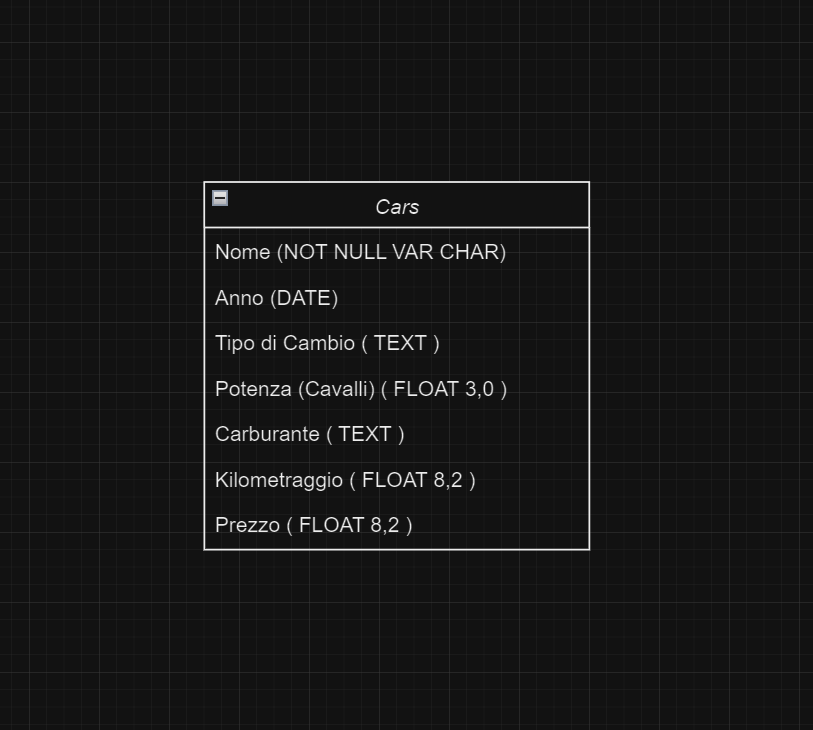 Cars
Nome (NOT NULL VAR CHAR)
Anno (DATE)
Tipo di Cambio ( TEXT )
Potenza (Cavalli) ( FLOAT 3,0 )
Carburante ( TEXT )
Kilometraggio ( FLOAT 8,2 )
Prezzo ( FLOAT 8,2 )